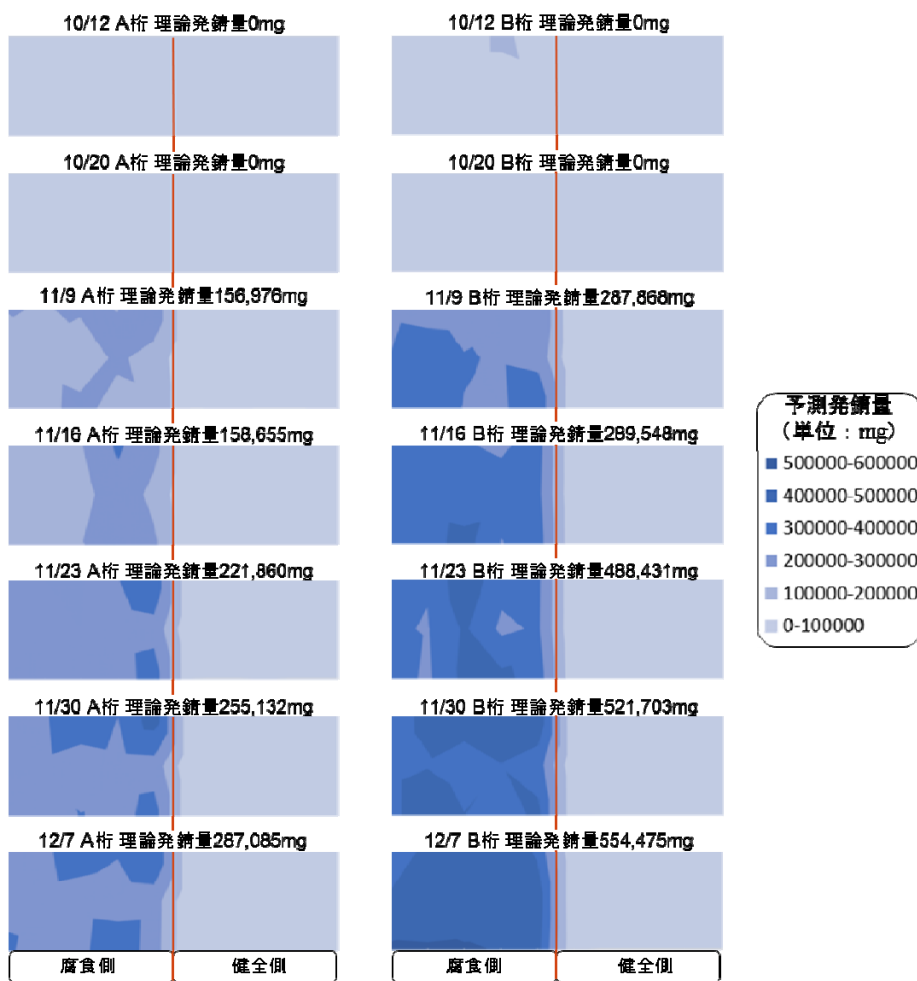 10/12 A桁 理論発錆量0mg
10/12 B桁 理論発錆量0mg
10/20 A桁 理論発錆量0mg
10/20 B桁 理論発錆量0mg
11/9 A桁 理論発錆量156,976mg
11/9 B桁 理論発錆量287,868mg
11/16 A桁 理論発錆量158,655mg
11/16 B桁 理論発錆量289,548mg
11/23 A桁 理論発錆量221,860mg
11/23 B桁 理論発錆量488,431mg
11/30 A桁 理論発錆量255,132mg
11/30 B桁 理論発錆量521,703mg
12/7 A桁 理論発錆量287,085mg
12/7 B桁 理論発錆量554,475mg
腐食側 健全側
腐食側 健全側
予測発錆量
（単位：mg）
500000-600000
400000-500000
300000-400000
200000-300000
100000-200000
0-100000